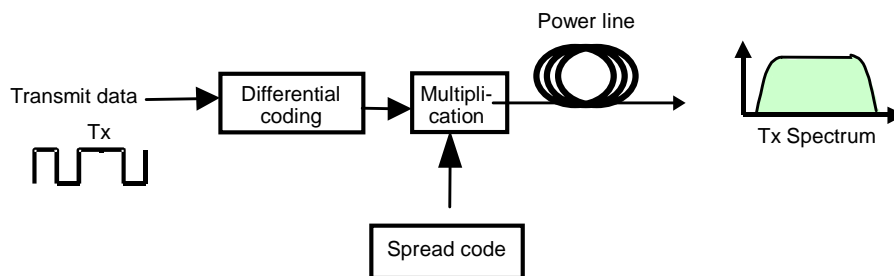 Power line
Transmit data
Differential
coding
Multipli-
cation
Tx
Tx Spectrum
Spread code